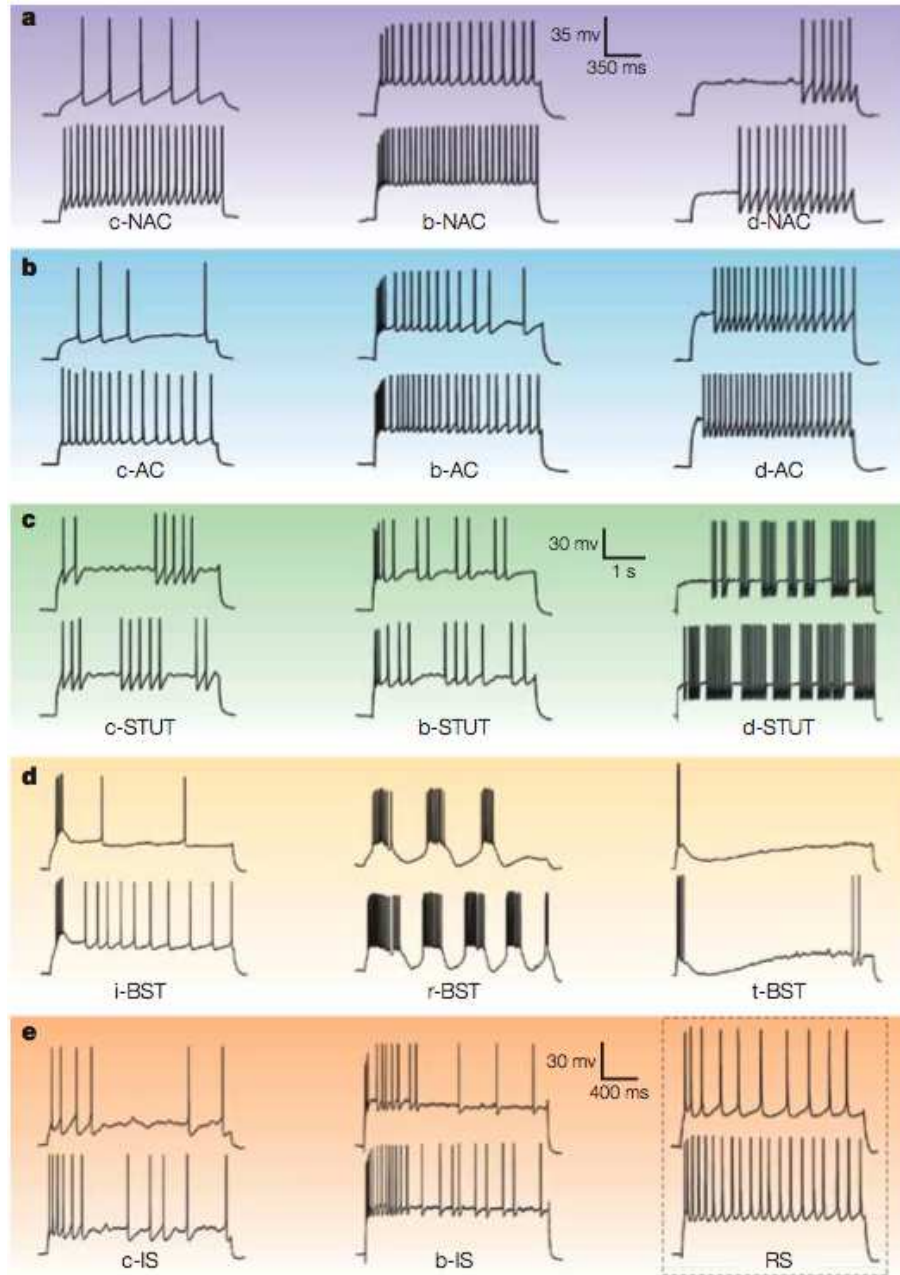 a
35 mv
350 ms
c-NAC
b-NAC
d-NAC
b
c-AC
b-AC
d-AC
c
30 mv
1 s
c-STUT
b-STUT
d-STUT
d
i-BST
r-BST
t-BST
e
30 mv
400 ms
c-IS
b-IS
RS